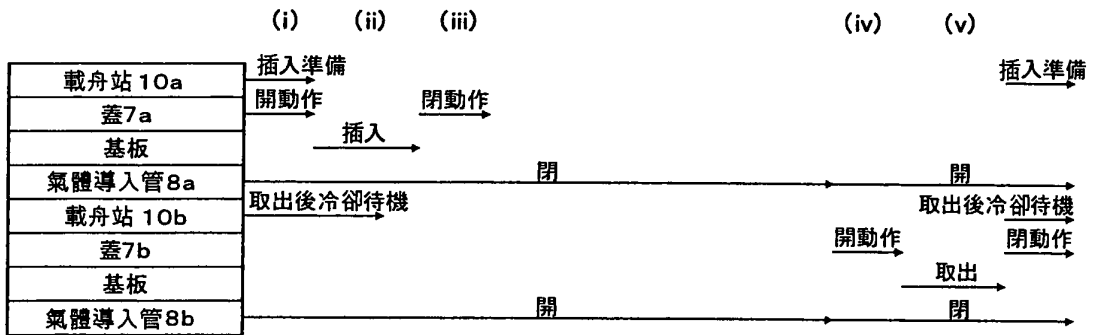 (i) (ii) (iii) (iv) (v)
載舟站 10a 插入準備 插入準備
蓋7a 開動作 閉動作
基板 插入
氣體導入管8a 閉 開
載舟站 10b 取出後冷卻待機 取出後冷卻待機
蓋7b 開動作 閉動作
基板 取出
氣體導入管8b 開 閉